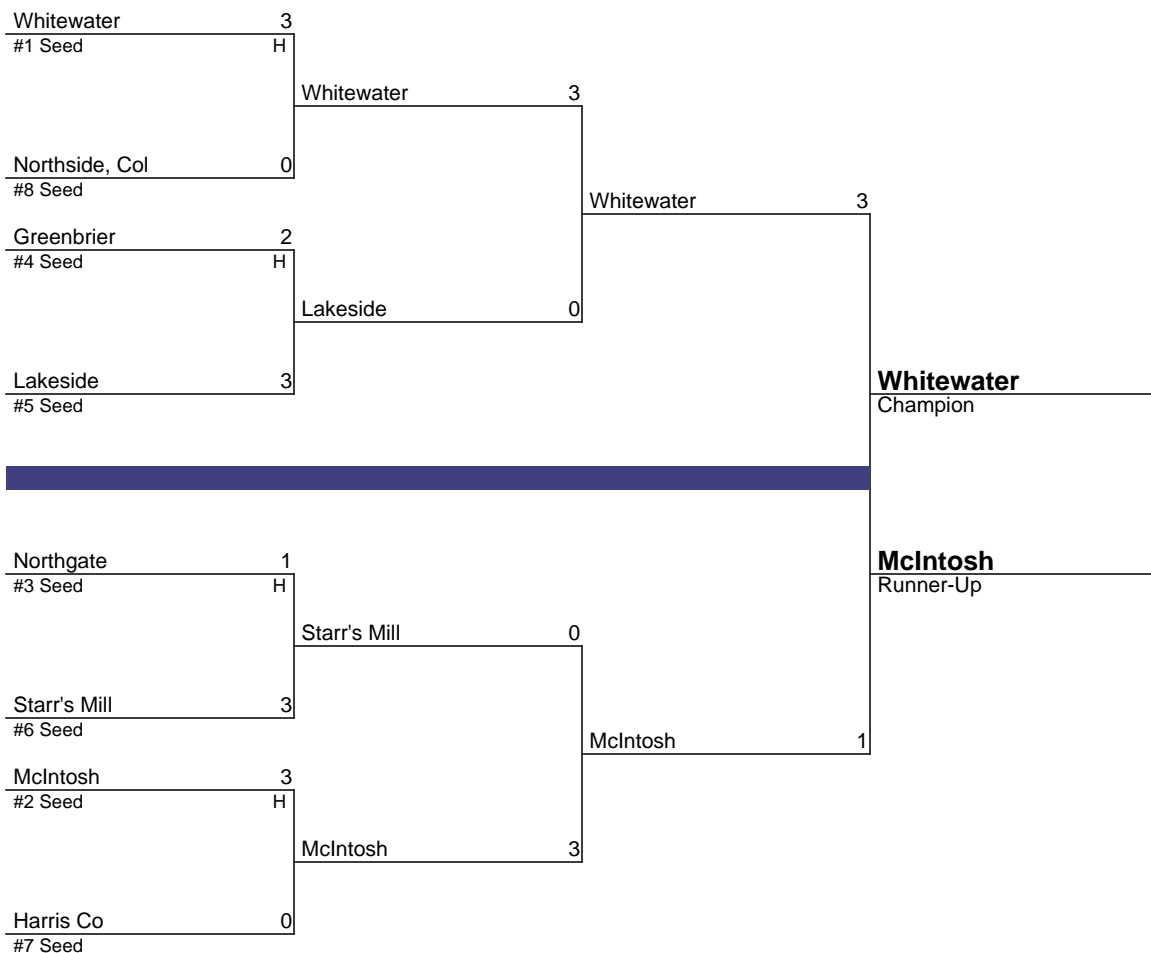 Whitewater 3
#1 Seed H
Whitewater 3
Northside, Col 0
#8 Seed
Whitewater 3
Greenbrier 2
#4 Seed H
Lakeside 0
Lakeside 3
#5 Seed
Whitewater
Champion
Northgate 1
#3 Seed H
McIntosh
Runner-Up
Starr's Mill 0
Starr's Mill 3
#6 Seed
McIntosh 1
McIntosh 3
#2 Seed H
McIntosh 3
Harris Co 0
#7 Seed